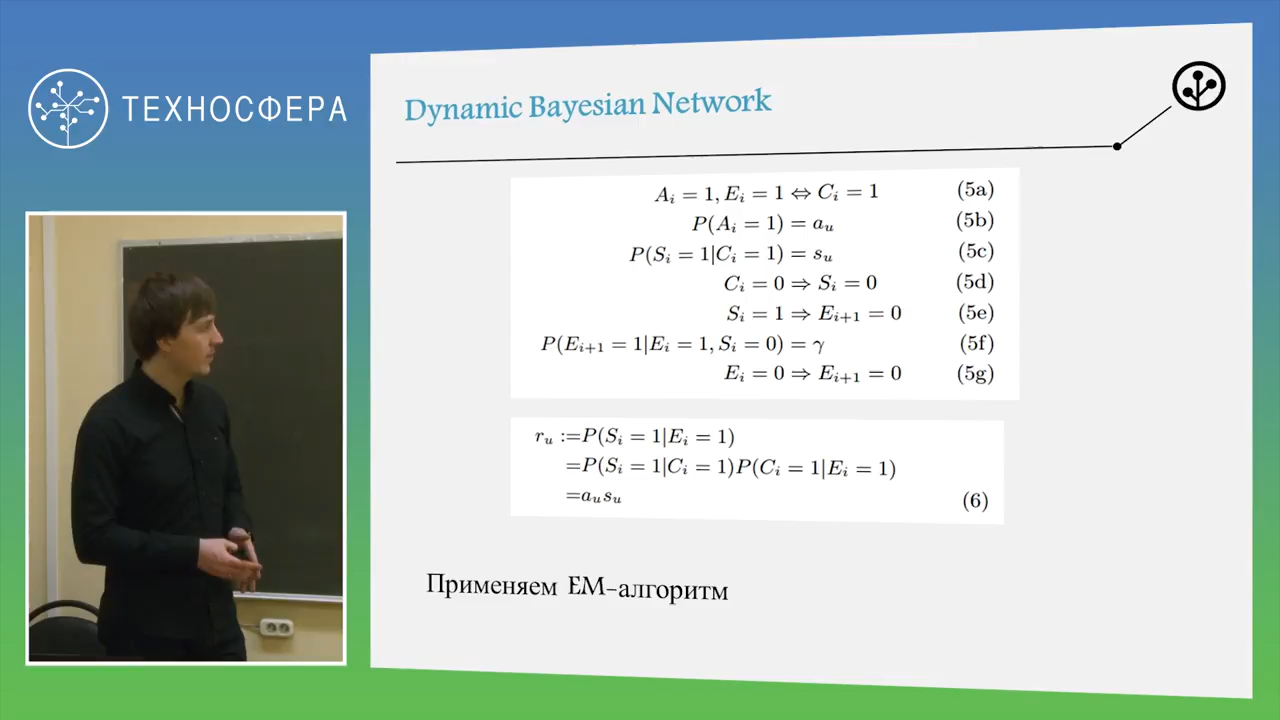 ТЕХНОСФЕРА
Dynamic Bayesian Network
A_i = 1, E_i = 1 ⇔ C_i = 1 (5a)
P(A_i = 1) = a_u (5b)
P(S_i = 1|C_i = 1) = s_u (5c)
C_i = 0 ⇒ S_i = 0 (5d)
S_i = 1 ⇒ E_{i+1} = 0 (5e)
P(E_{i+1} = 1|E_i = 1, S_i = 0) = γ (5f)
E_i = 0 ⇒ E_{i+1} = 0 (5g)
r_u := P(S_i = 1|E_i = 1)
= P(S_i = 1|C_i = 1)P(C_i = 1|E_i = 1)
= a_u s_u (6)
Применяем EM-алгоритм